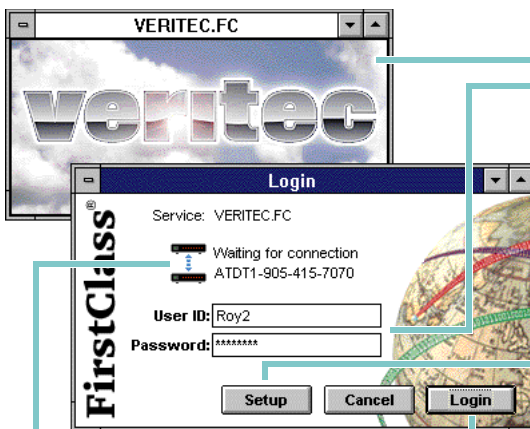 VERITEC.FC
veritec
Login
FirstClass®
Service: VERITEC.FC
Waiting for connection
ATDT1-905-415-7070
User ID: Roy2
Password: ********
Setup Cancel Login